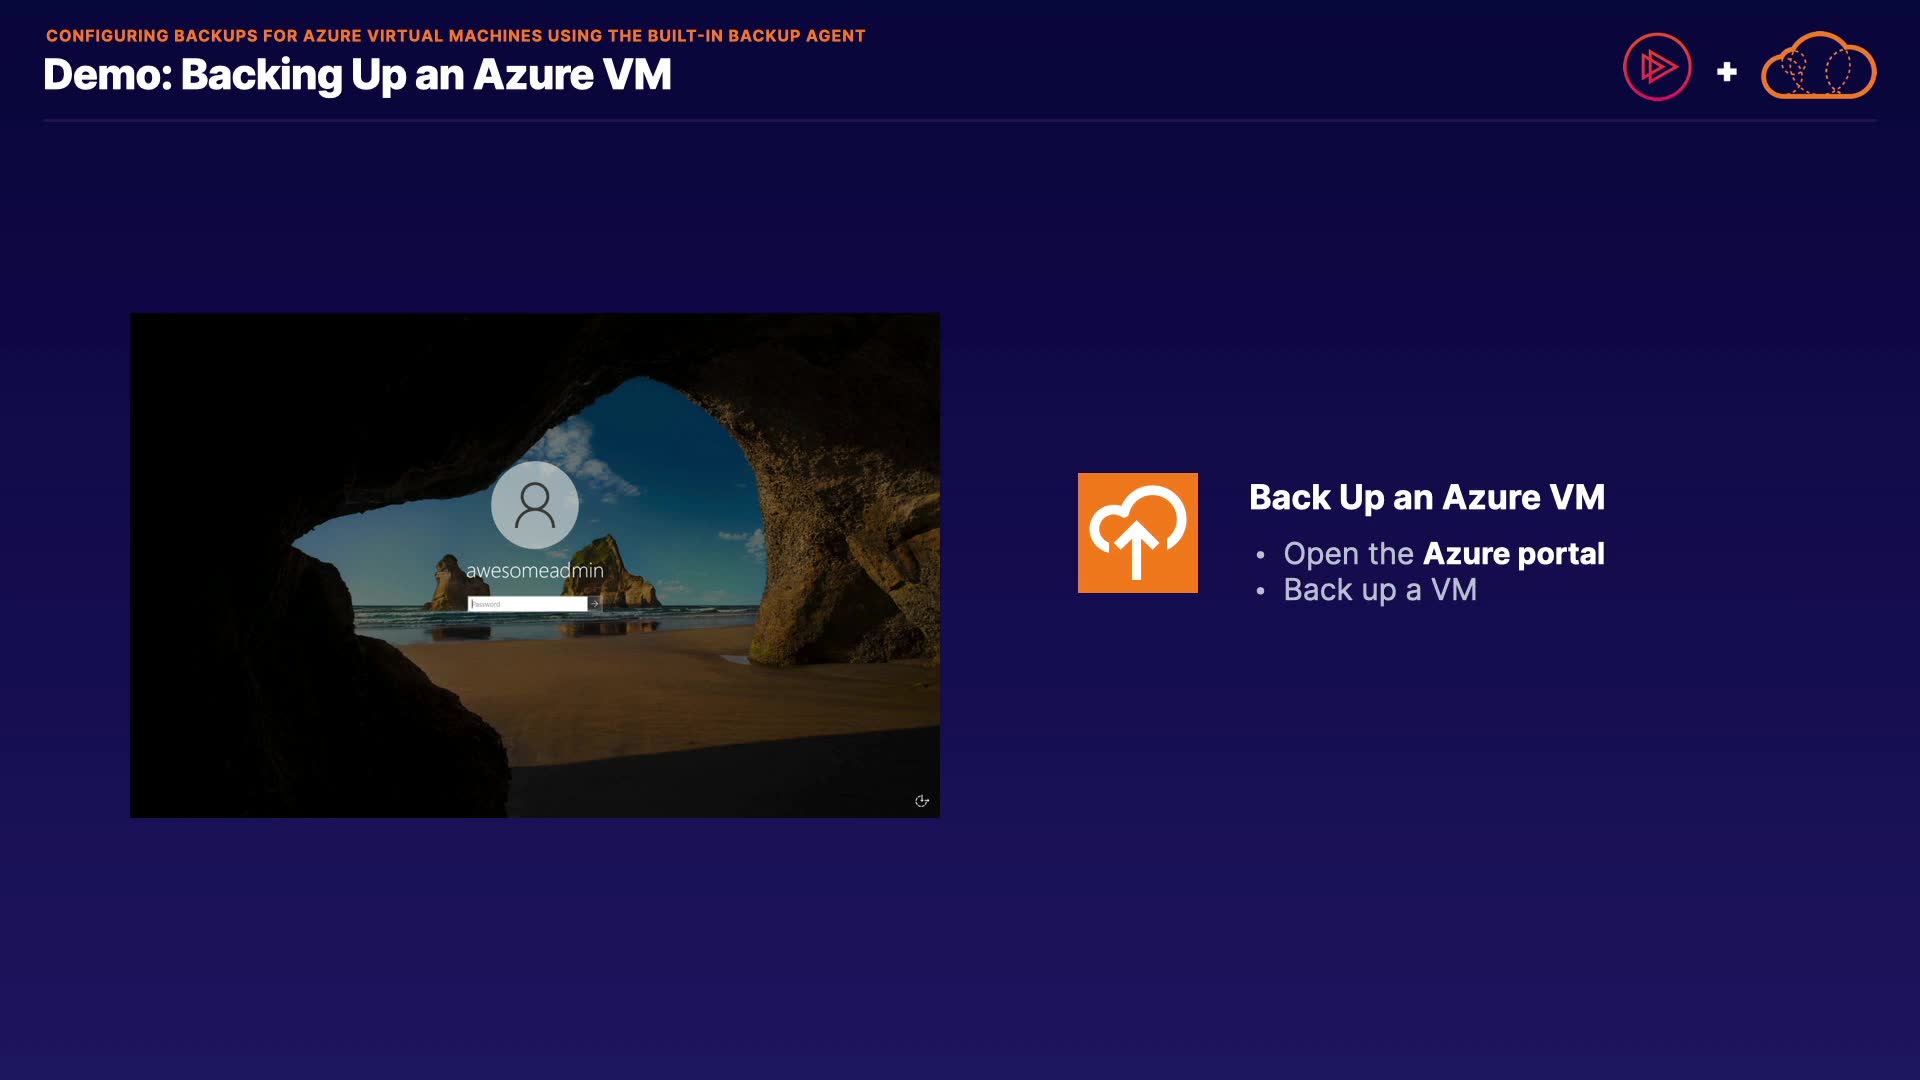 CONFIGURING BACKUPS FOR AZURE VIRTUAL MACHINES USING THE BUILT-IN BACKUP AGENT
Demo: Backing Up an Azure VM
awesomeadmin
Password
Back Up an Azure VM
• Open the Azure portal
• Back up a VM